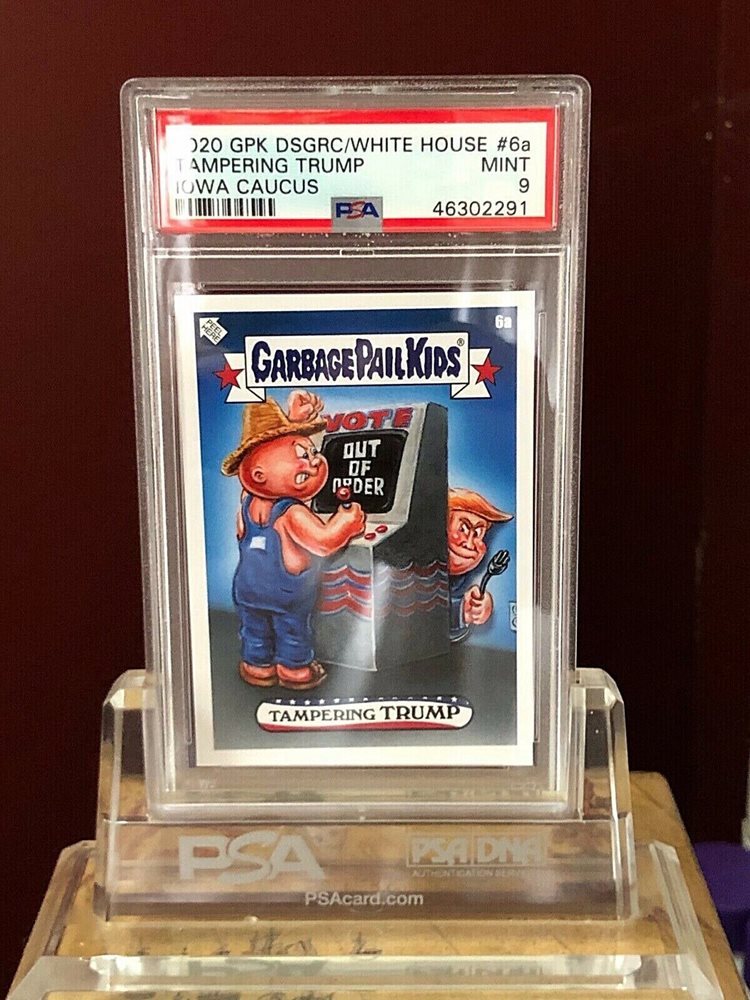 020 GPK DSGRC/WHITE HOUSE #6a
TAMPERING TRUMP MINT
IOWA CAUCUS 9
PSA 46302291
PEEL HERE
6a
GARBAGE PAIL KIDS®
VOTE
OUT
OF
ORDER
TAMPERING TRUMP
PSA PSA DNA
AUTHENTICATION SERVICES
PSAcard.com